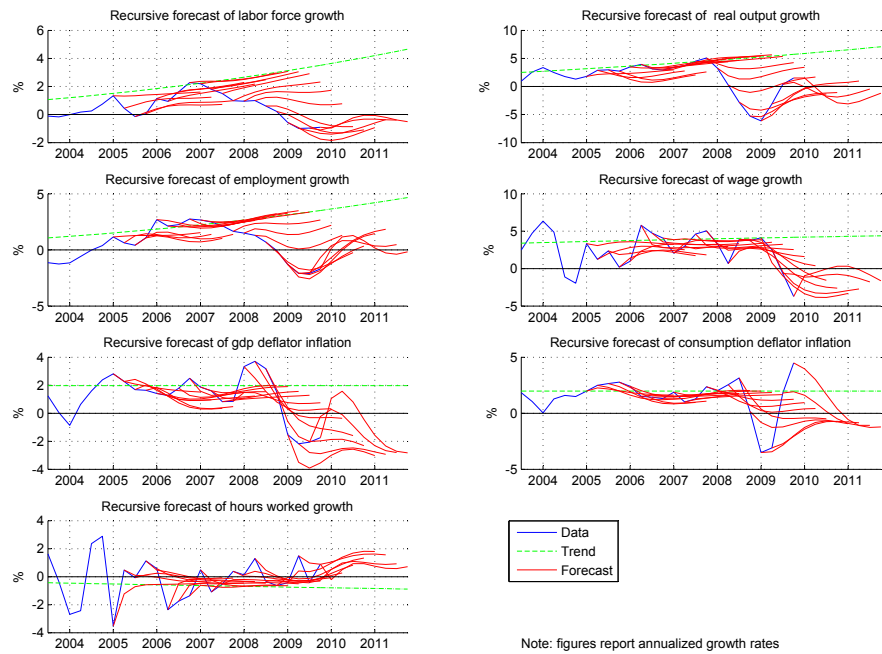 Recursive forecast of labor force growth
6
4
2
0
-2
%
2004 2005 2006 2007 2008 2009 2010 2011
Recursive forecast of real output growth
10
5
0
-5
-10
%
2004 2005 2006 2007 2008 2009 2010 2011
Recursive forecast of employment growth
5
0
-5
%
2004 2005 2006 2007 2008 2009 2010 2011
Recursive forecast of wage growth
10
5
0
-5
%
2004 2005 2006 2007 2008 2009 2010 2011
Recursive forecast of gdp deflator inflation
4
2
0
-2
-4
%
2004 2005 2006 2007 2008 2009 2010 2011
Recursive forecast of consumption deflator inflation
5
0
-5
%
2004 2005 2006 2007 2008 2009 2010 2011
Recursive forecast of hours worked growth
4
2
0
-2
-4
%
2004 2005 2006 2007 2008 2009 2010 2011
Data
Trend
Forecast
Note: figures report annualized growth rates